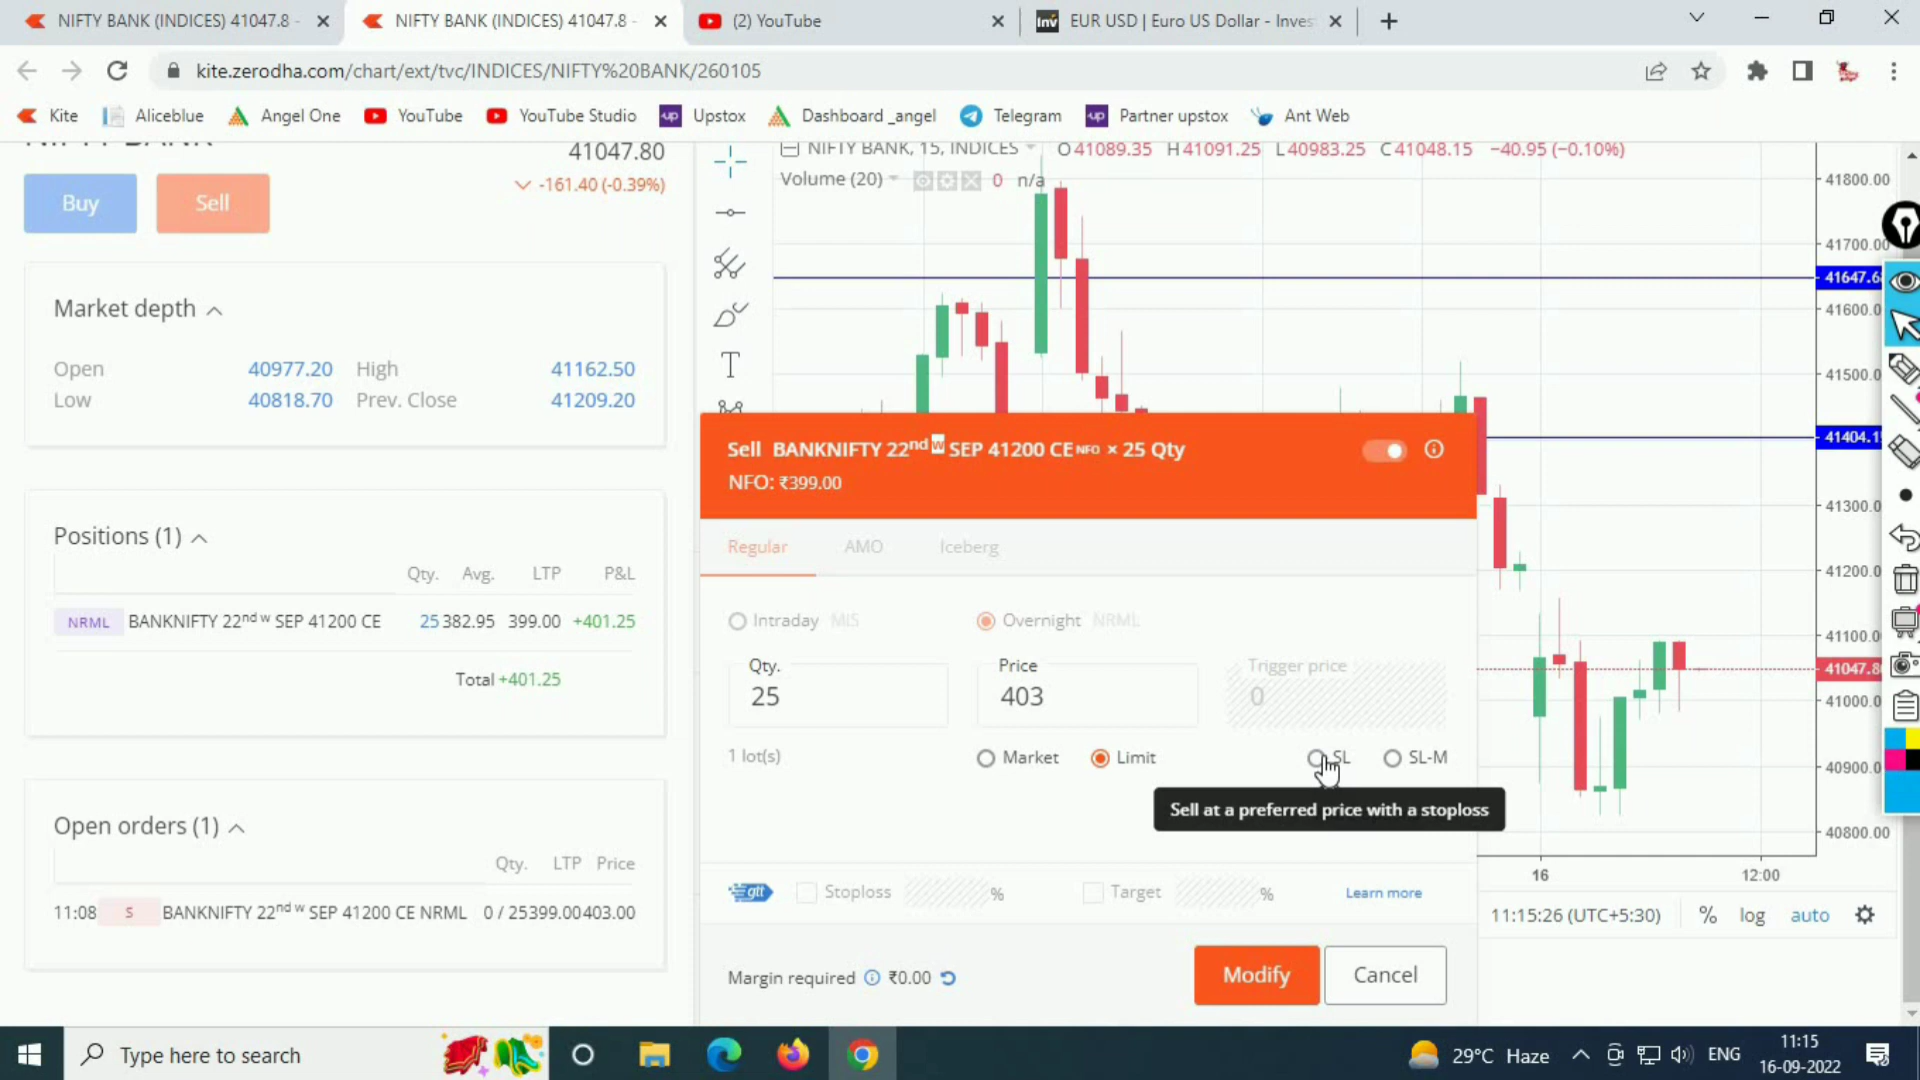 NIFTY BANK (INDICES) 41047.8 -
NIFTY BANK (INDICES) 41047.8 -
(2) YouTube
Inv EUR USD | Euro US Dollar - Inves
kite.zerodha.com/chart/ext/tvc/INDICES/NIFTY%20BANK/260105
Kite
Aliceblue
Angel One
YouTube
YouTube Studio
up Upstox
Dashboard _angel
Telegram
up Partner upstox
Ant Web
NIFTY BANK
41047.80
-161.40 (-0.39%)
Buy
Sell
Market depth
Open 40977.20 High 41162.50
Low 40818.70 Prev. Close 41209.20
Positions (1)
Qty. Avg. LTP P&L
NRML BANKNIFTY 22nd w SEP 41200 CE 25 382.95 399.00 +401.25
Total +401.25
Open orders (1)
Qty. LTP Price
11:08 S BANKNIFTY 22nd w SEP 41200 CE NRML 0 / 25 399.00 403.00
NIFTY BANK, 15, INDICES O41089.35 H41091.25 L40983.25 C41048.15 −40.95 (−0.10%)
Volume (20) 0 n/a
41800.00
41700.00
41647.6
41600.0
41500.0
41404.1
41300.0
41200.0
41100.0
41047.8
41000.0
40900.0
40800.00
16
12:00
11:15:26 (UTC+5:30) % log auto
Sell BANKNIFTY 22nd w SEP 41200 CE NFO × 25 Qty
NFO: ₹399.00
Regular AMO Iceberg
Intraday MIS
Overnight NRML
Qty.
25
Price
403
Trigger price
0
1 lot(s)
Market
Limit
SL
SL-M
Sell at a preferred price with a stoploss
gtt Stoploss %
Target %
Learn more
Margin required ₹0.00
Modify
Cancel
Type here to search
29°C Haze
ENG
11:15
16-09-2022